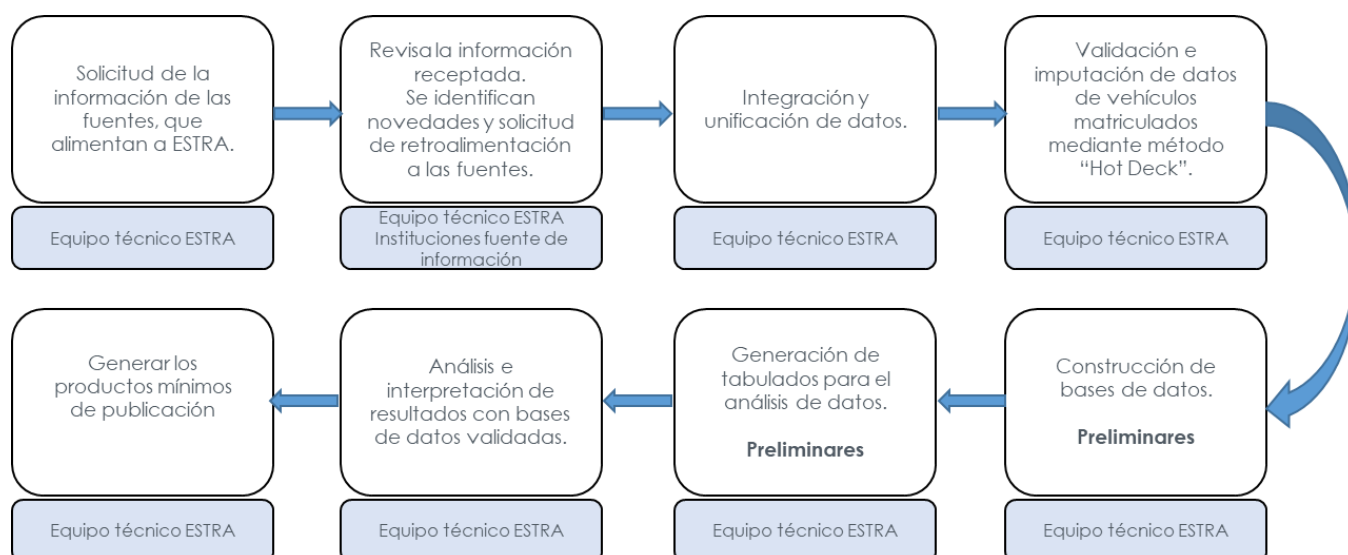 Solicitud de la
información de las
fuentes, que
alimentan a ESTRA.
Equipo técnico ESTRA
Revisa la información
receptada.
Se identifican
novedades y solicitud
de retroalimentación
a las fuentes.
Equipo técnico ESTRA
Instituciones fuente de
información
Integración y
unificación de datos.
Equipo técnico ESTRA
Validación e
imputación de datos
de vehículos
matriculados
mediante método
“Hot Deck”.
Equipo técnico ESTRA
Construcción de
bases de datos.
Preliminares
Equipo técnico ESTRA
Generación de
tabulados para el
análisis de datos.
Preliminares
Equipo técnico ESTRA
Análisis e
interpretación de
resultados con bases
de datos validadas.
Equipo técnico ESTRA
Generar los
productos mínimos
de publicación
Equipo técnico ESTRA